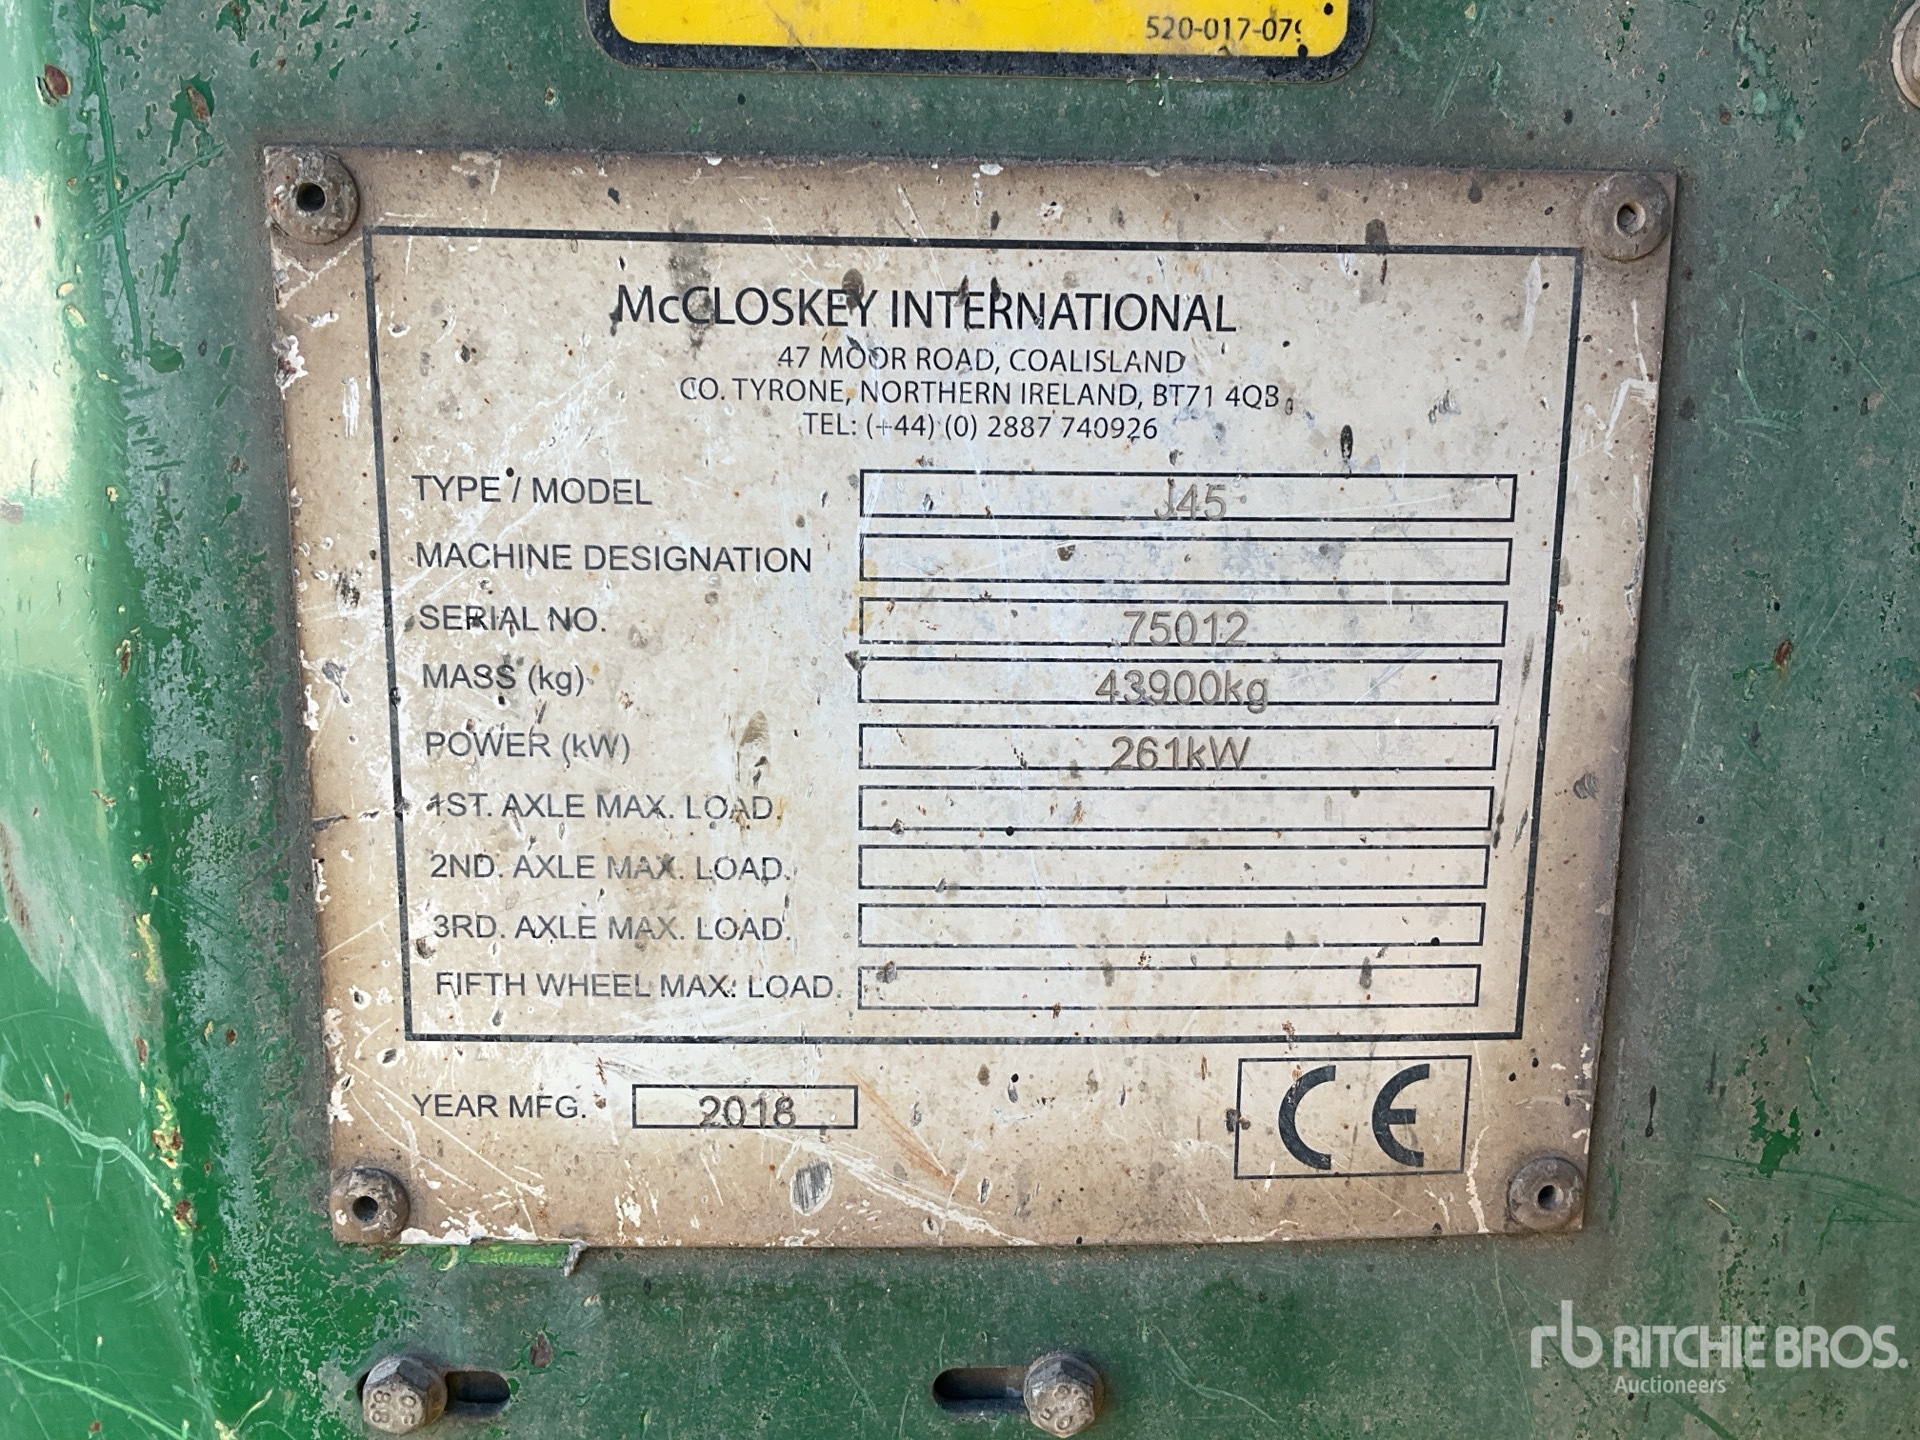 520-017-079
McCLOSKEY INTERNATIONAL
47 MOOR ROAD, COALISLAND
CO. TYRONE, NORTHERN IRELAND, BT71 4QB
TEL: (+44) (0) 2887 740926
TYPE / MODEL J45
MACHINE DESIGNATION
SERIAL NO. 75012
MASS (kg) 43900kg
POWER (kW) 261kW
1ST. AXLE MAX. LOAD.
2ND. AXLE MAX. LOAD.
3RD. AXLE MAX. LOAD.
FIFTH WHEEL MAX. LOAD.
YEAR MFG. 2018
CE
8.8
rb RITCHIE BROS.
Auctioneers